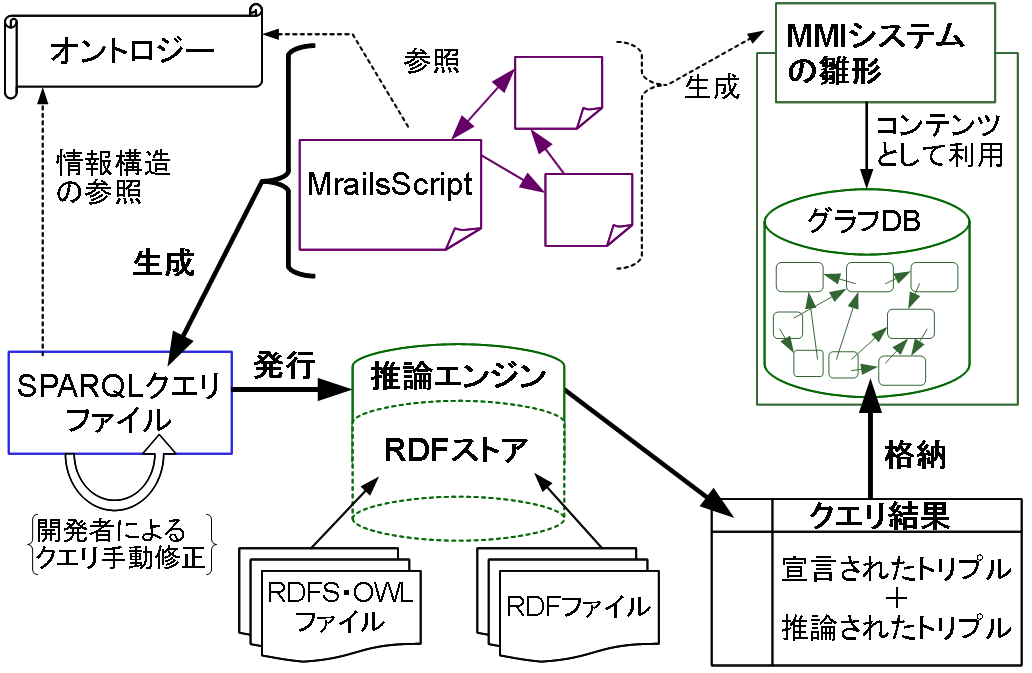 オントロジー
参照
生成
MMIシステム
の雛形
コンテンツ
として利用
情報構造
の参照
MrailsScript
グラフDB
生成
SPARQLクエリ
ファイル
発行
推論エンジン
RDFストア
格納
開発者による
クエリ手動修正
クエリ結果
宣言されたトリプル
+
推論されたトリプル
RDFS・OWL
ファイル
RDFファイル